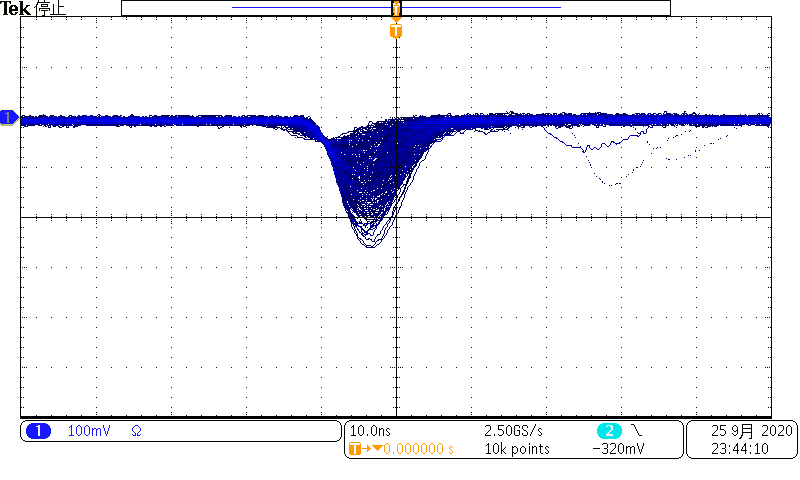 Tek 停止
T
T
1
1 100mV Ω
10.0ns 2.50GS/s 2 -320mV
T→▼0.000000 s 10k points
25 9月 2020
23:44:10